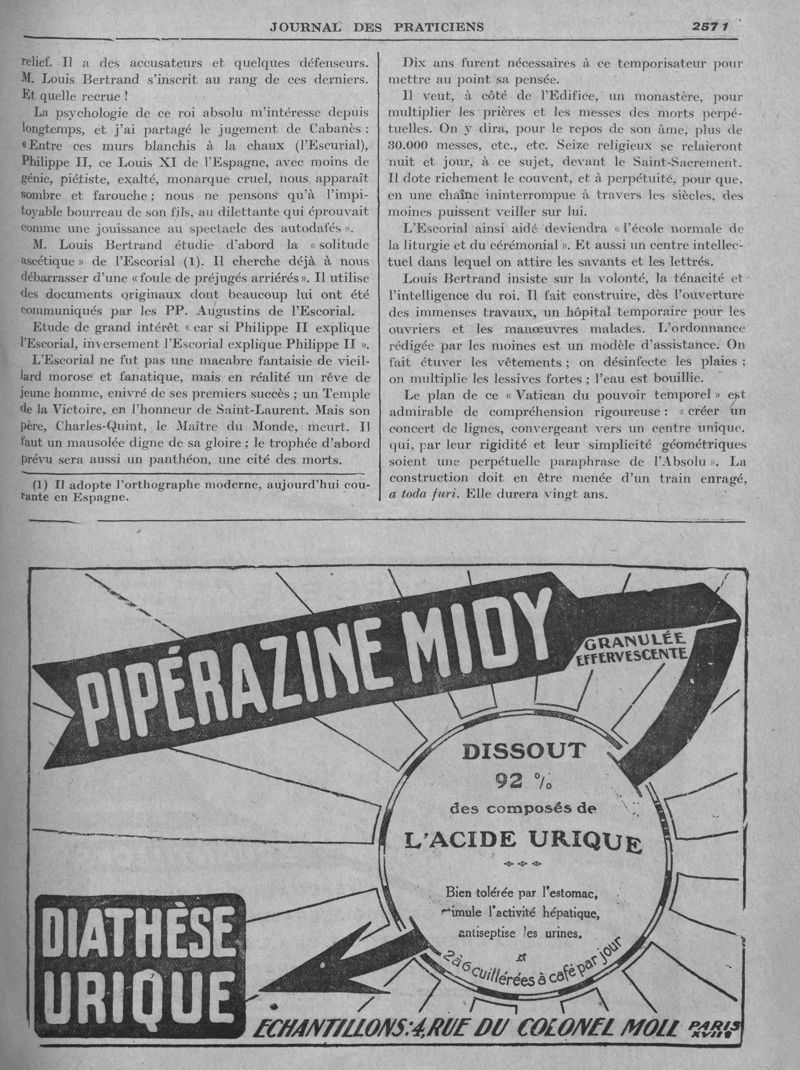 JOURNAL DES PRATICIENS 2571
relief. Il a des accusateurs et quelques défenseurs.
M. Louis Bertrand s'inscrit au rang de ces derniers.
Et quelle recrue !
La psychologie de ce roi absolu m'intéresse depuis
longtemps, et j'ai partagé le jugement de Cabanès :
« Entre ces murs blanchis à la chaux (l'Escurial),
Philippe II, ce Louis XI de l'Espagne, avec moins de
génie, piétiste, exalté, monarque cruel, nous apparaît
sombre et farouche ; nous ne pensons qu'à l'impi-
toyable bourreau de son fils, au dilettante qui éprouvait
comme une jouissance au spectacle des autodafés ».
M. Louis Bertrand étudie d'abord la « solitude
ascétique » de l'Escorial (1). Il cherche déjà à nous
débarrasser d'une « foule de préjugés arriérés ». Il utilise
des documents originaux dont beaucoup lui ont été
communiqués par les PP. Augustins de l'Escorial.
Etude de grand intérêt « car si Philippe II explique
l'Escorial, inversement l'Escorial explique Philippe II ».
L'Escorial ne fut pas une macabre fantaisie de vieil-
lard morose et fanatique, mais en réalité un rêve de
jeune homme, enivré de ses premiers succès ; un Temple
de la Victoire, en l'honneur de Saint-Laurent. Mais son
père, Charles-Quint, le Maître du Monde, meurt. Il
faut un mausolée digne de sa gloire ; le trophée d'abord
prévu sera aussi un panthéon, une cité des morts.
(1) Il adopte l'orthographe moderne, aujourd'hui cou-
rante en Espagne.
Dix ans furent nécessaires à ce temporisateur pour
mettre au point sa pensée.
Il veut, à côté de l'Edifice, un monastère, pour
multiplier les prières et les messes des morts perpé-
tuelles. On y dira, pour le repos de son âme, plus de
30.000 messes, etc., etc. Seize religieux se relaieront
nuit et jour, à ce sujet, devant le Saint-Sacrement.
Il dote richement le couvent, et à perpétuité, pour que,
en une chaîne ininterrompue à travers les siècles, des
moines puissent veiller sur lui.
L'Escorial ainsi aidé deviendra « l'école normale de
la liturgie et du cérémonial ». Et aussi un centre intellec-
tuel dans lequel on attire les savants et les lettrés.
Louis Bertrand insiste sur la volonté, la ténacité et
l'intelligence du roi. Il fait construire, dès l'ouverture
des immenses travaux, un hôpital temporaire pour les
ouvriers et les manœuvres malades. L'ordonnance
rédigée par les moines est un modèle d'assistance. On
fait étuver les vêtements ; on désinfecte les plaies ;
on multiplie les lessives fortes ; l'eau est bouillie.
Le plan de ce « Vatican du pouvoir temporel » est
admirable de compréhension rigoureuse : « créer un
concert de lignes, convergeant vers un centre unique,
qui, par leur rigidité et leur simplicité géométriques
soient une perpétuelle paraphrase de l'Absolu ». La
construction doit en être menée d'un train enragé,
a toda furi. Elle durera vingt ans.
PIPÉRAZINE MIDY
GRANULÉE
EFFERVESCENTE
DISSOUT
92 %
des composés de
L'ACIDE URIQUE
Bien tolérée par l'estomac,
stimule l'activité hépatique,
antiseptise les urines.
2 à 6 cuillérées à café par jour
DIATHÈSE
URIQUE
ECHANTILLONS: 4, RUE DU COLONEL MOLL PARIS XVIIe